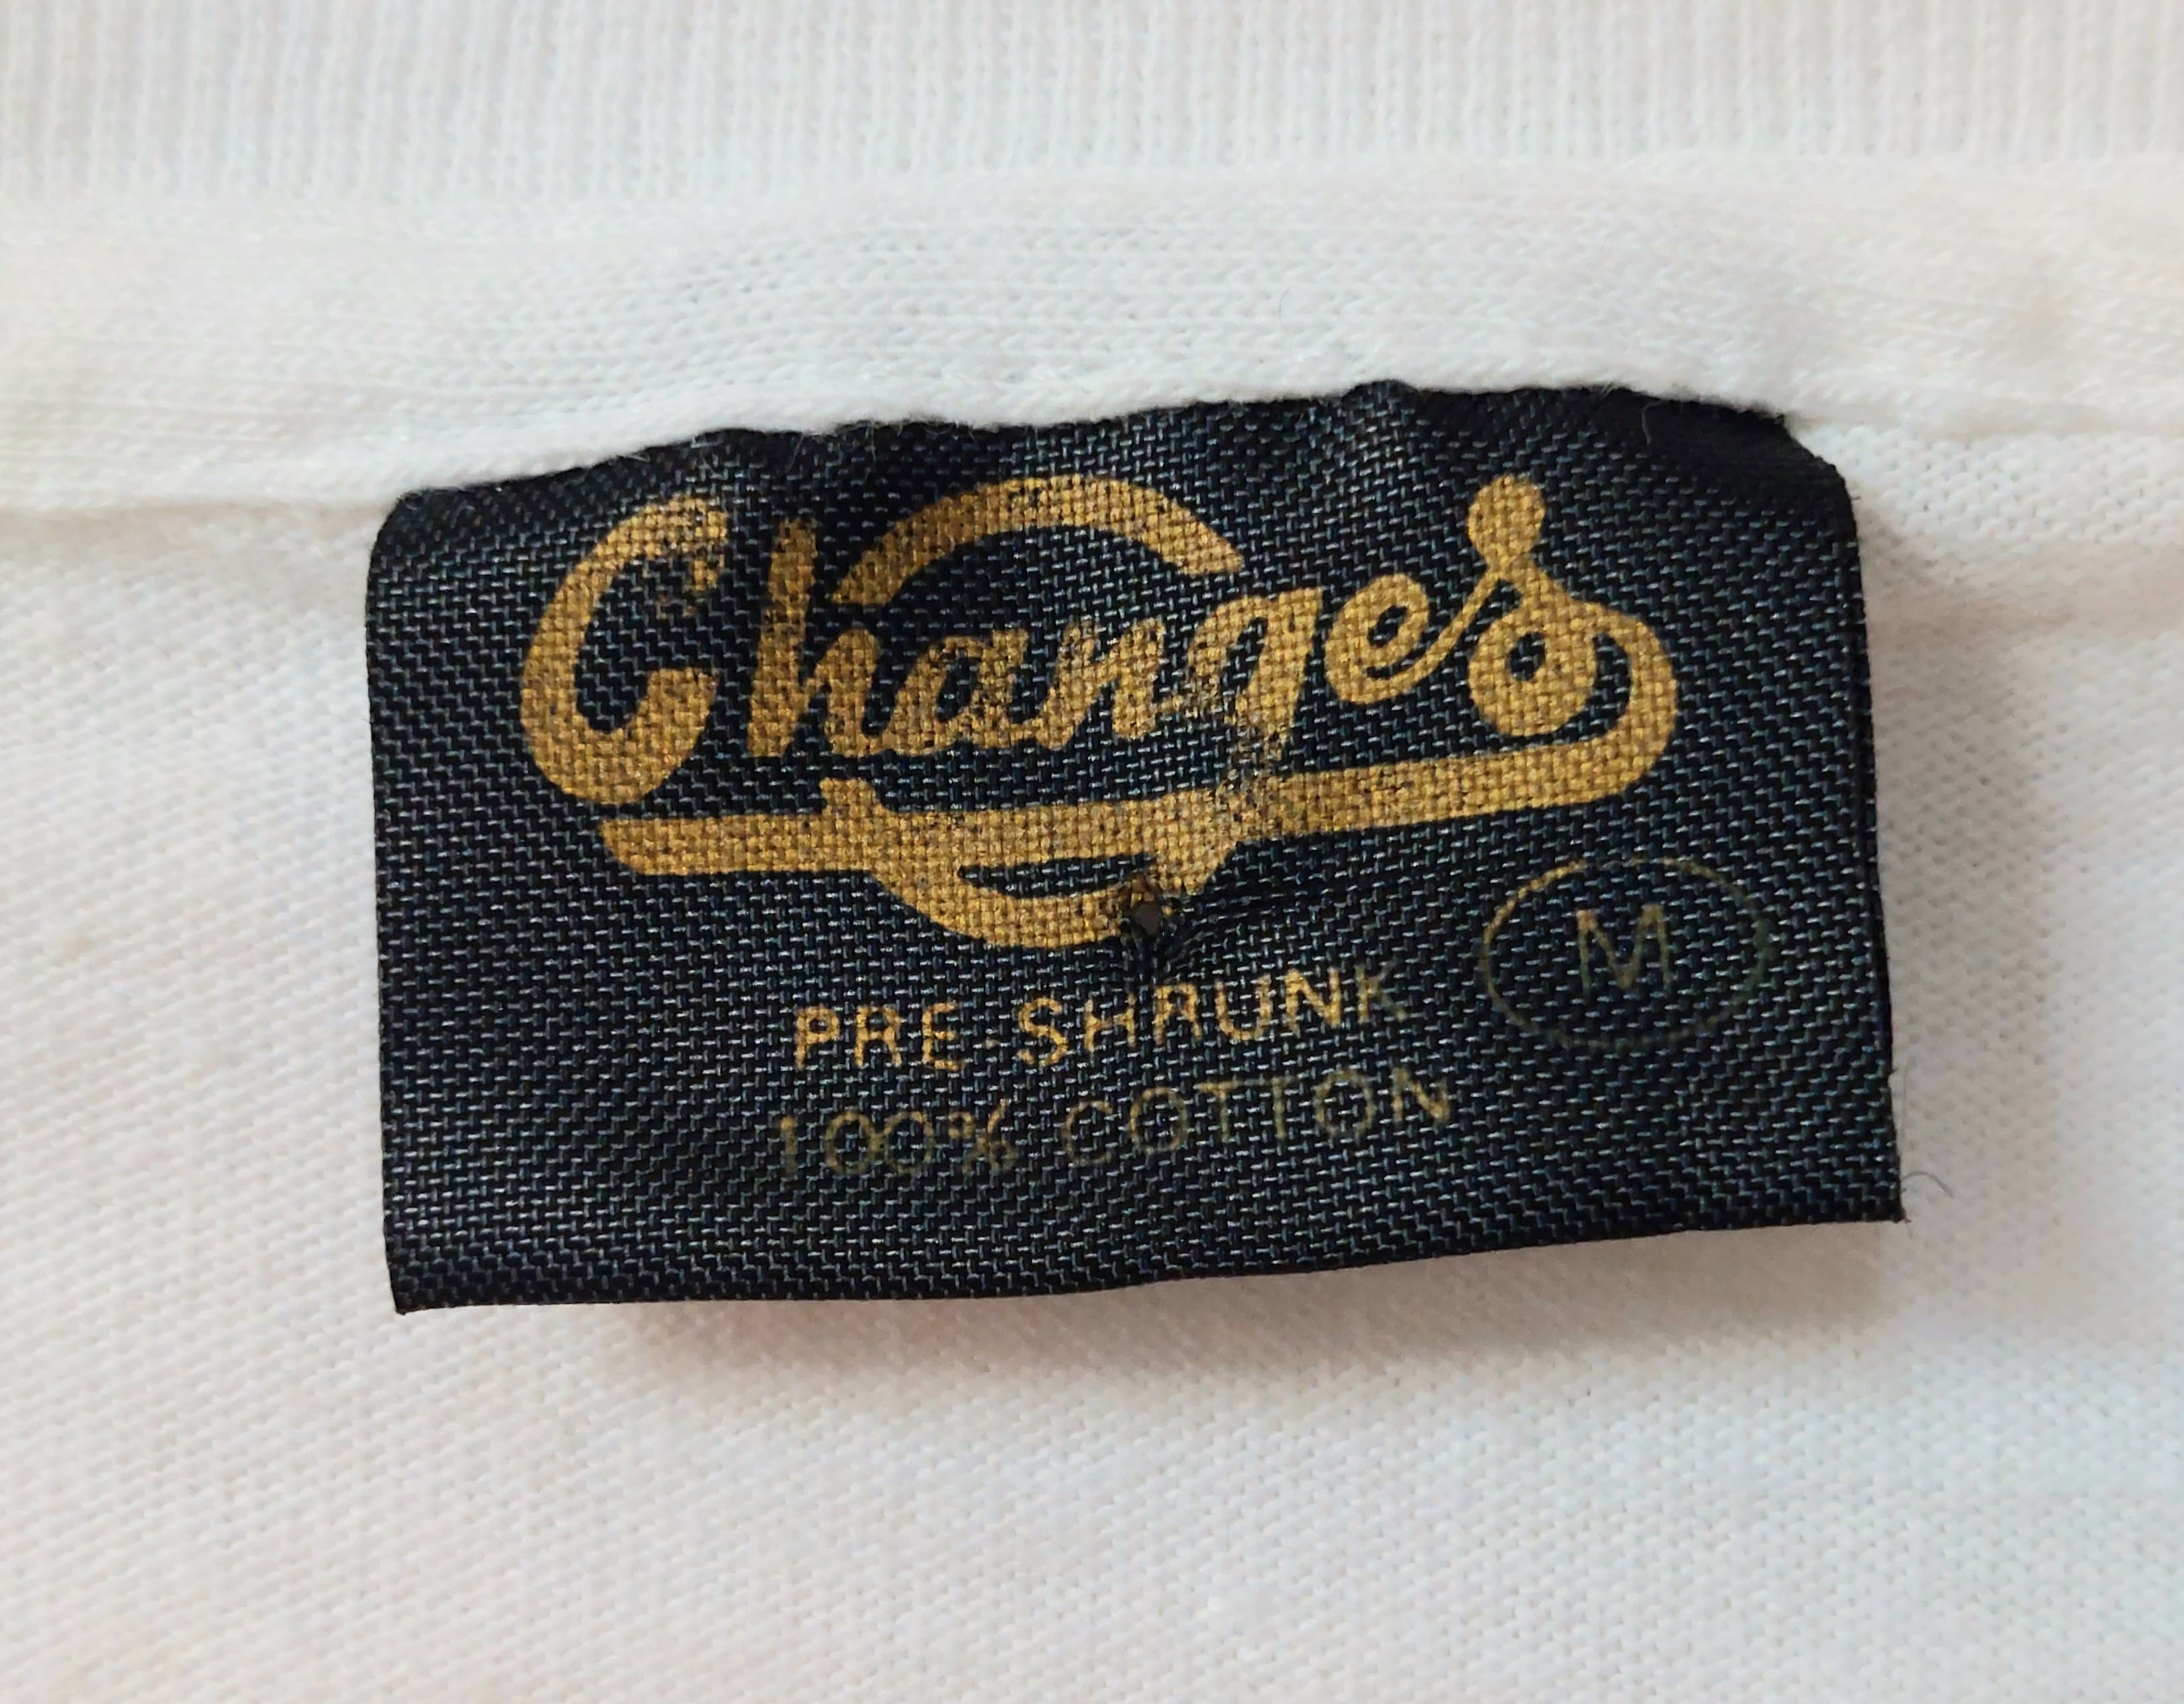 Changes
M
PRE-SHRUNK
100% COTTON